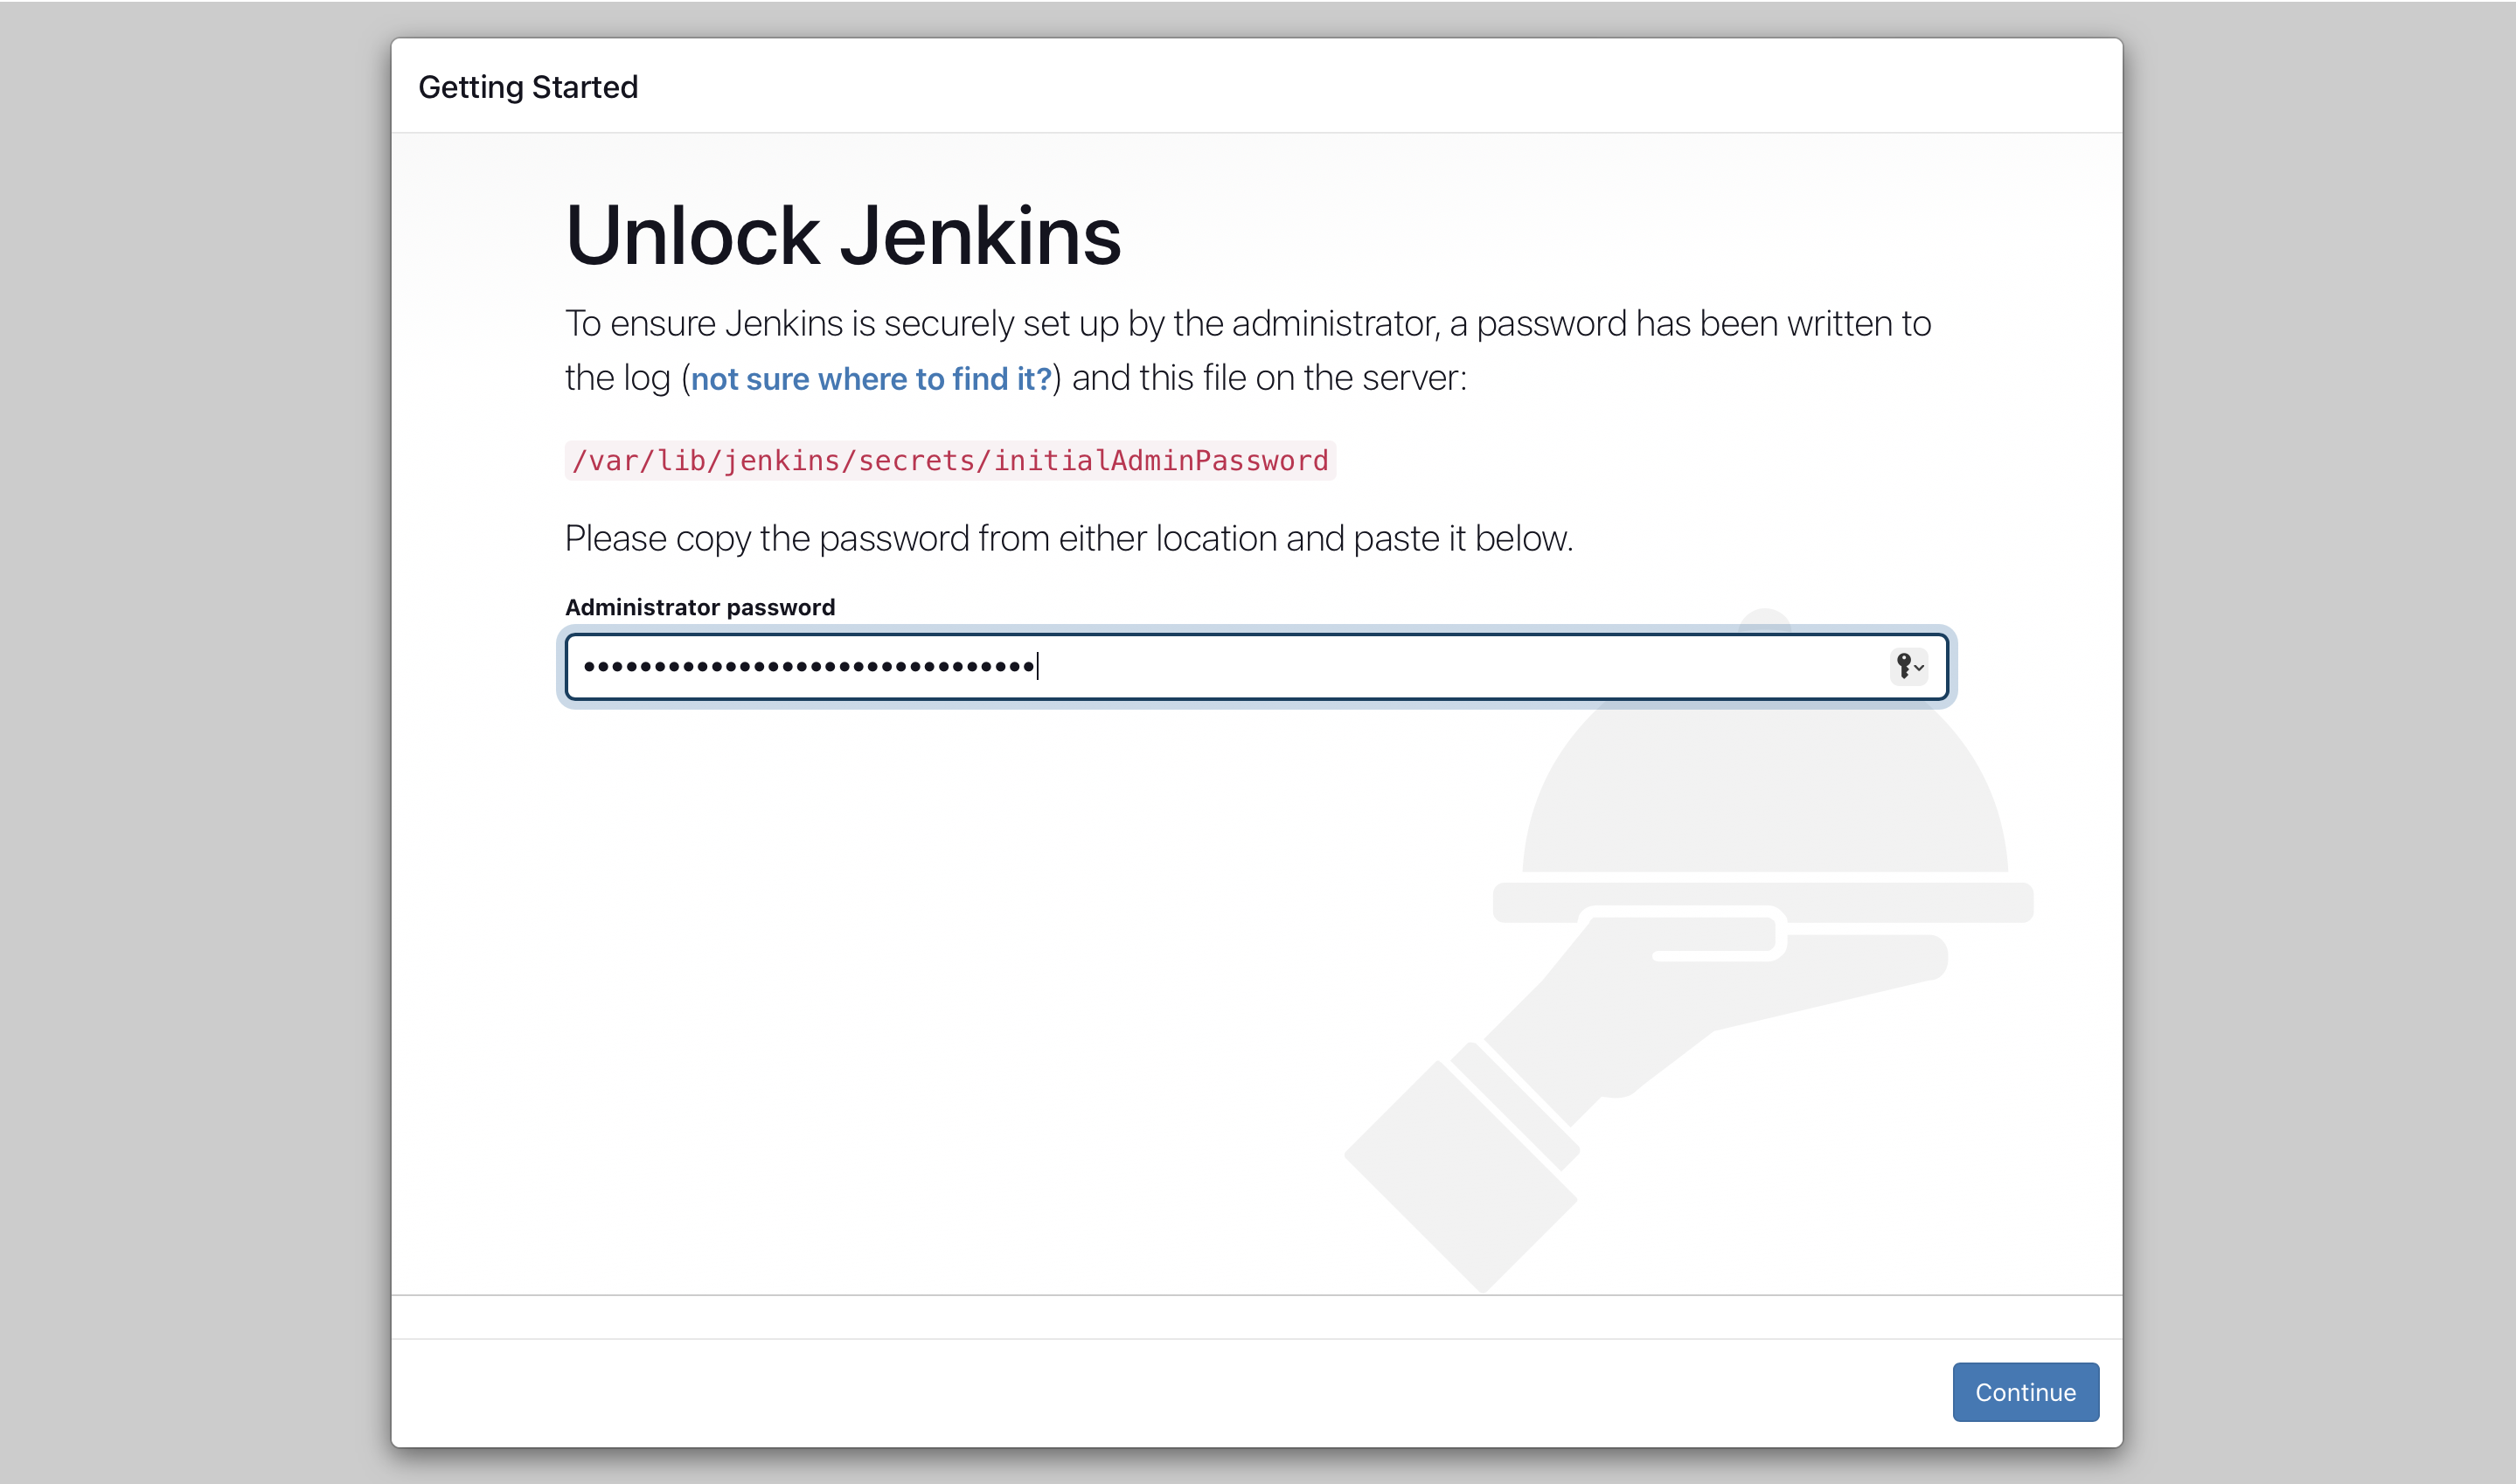 Getting Started
Unlock Jenkins
To ensure Jenkins is securely set up by the administrator, a password has been written to
the log (not sure where to find it?) and this file on the server:
/var/lib/jenkins/secrets/initialAdminPassword
Please copy the password from either location and paste it below.
Administrator password
••••••••••••••••••••••••••••••••
Continue